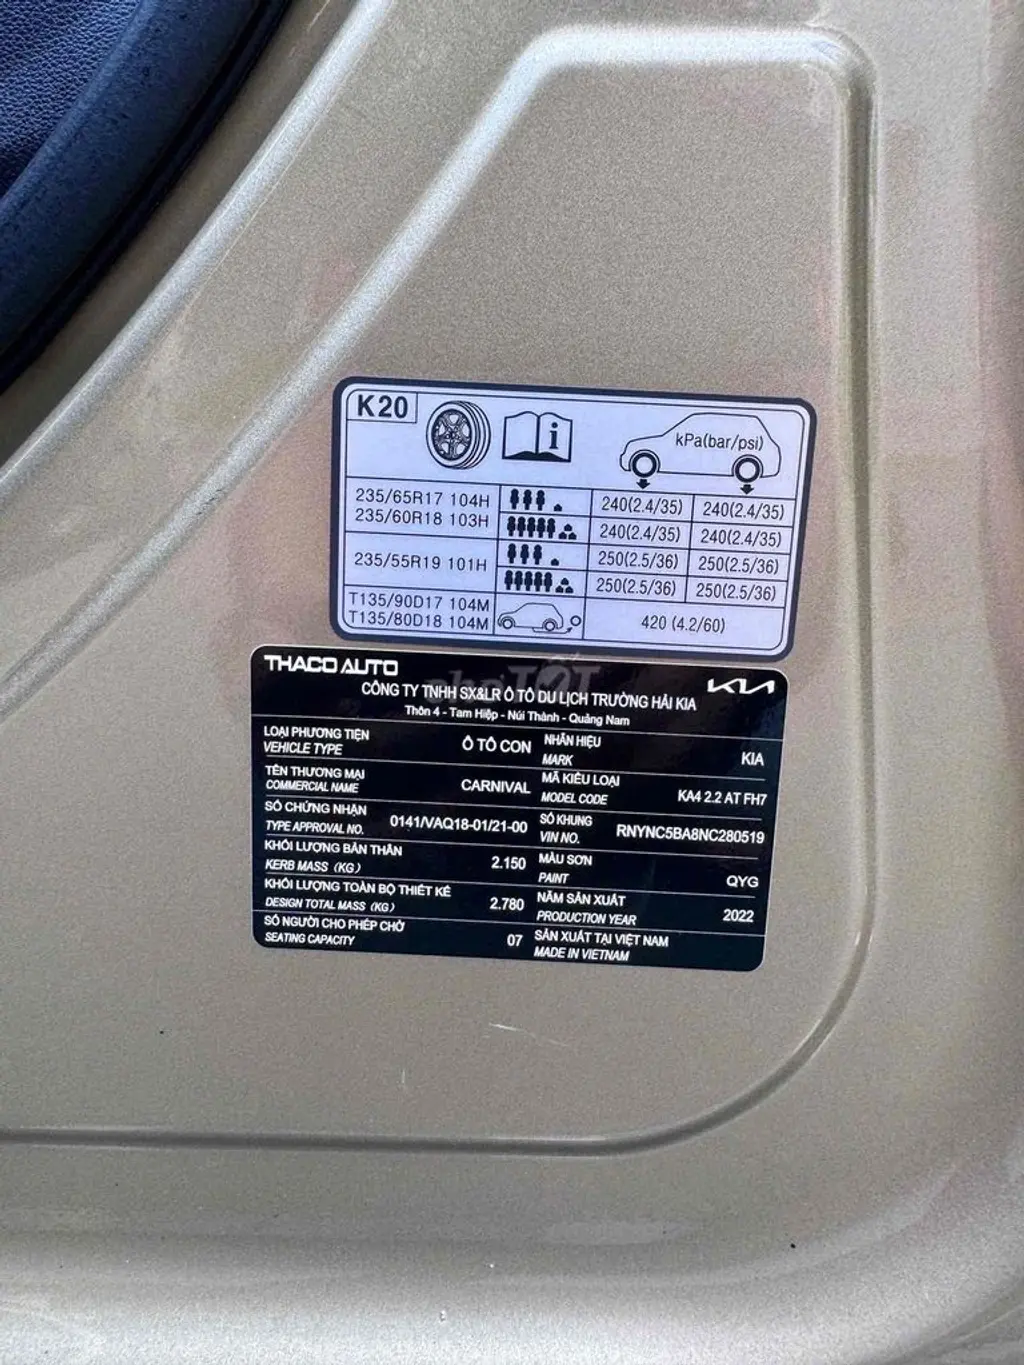 K20
i
kPa(bar/psi)
235/65R17 104H
235/60R18 103H
240(2.4/35) 240(2.4/35)
240(2.4/35) 240(2.4/35)
235/55R19 101H
250(2.5/36) 250(2.5/36)
250(2.5/36) 250(2.5/36)
T135/90D17 104M
T135/80D18 104M
420 (4.2/60)
THACO AUTO
KIA
chợTỐT
CÔNG TY TNHH SX&LR Ô TÔ DU LỊCH TRƯỜNG HẢI KIA
Thôn 4 - Tam Hiệp - Núi Thành - Quảng Nam
LOẠI PHƯƠNG TIỆN
VEHICLE TYPE
Ô TÔ CON
NHÃN HIỆU
MARK
KIA
TÊN THƯƠNG MẠI
COMMERCIAL NAME
CARNIVAL
MÃ KIỂU LOẠI
MODEL CODE
KA4 2.2 AT FH7
SỐ CHỨNG NHẬN
TYPE APPROVAL NO.
0141/VAQ18-01/21-00
SỐ KHUNG
VIN NO.
RNYNC5BA8NC280519
KHỐI LƯỢNG BẢN THÂN
KERB MASS (KG)
2.150
MÀU SƠN
PAINT
QYG
KHỐI LƯỢNG TOÀN BỘ THIẾT KẾ
DESIGN TOTAL MASS (KG)
2.780
NĂM SẢN XUẤT
PRODUCTION YEAR
2022
SỐ NGƯỜI CHO PHÉP CHỞ
SEATING CAPACITY
07
SẢN XUẤT TẠI VIỆT NAM
MADE IN VIETNAM